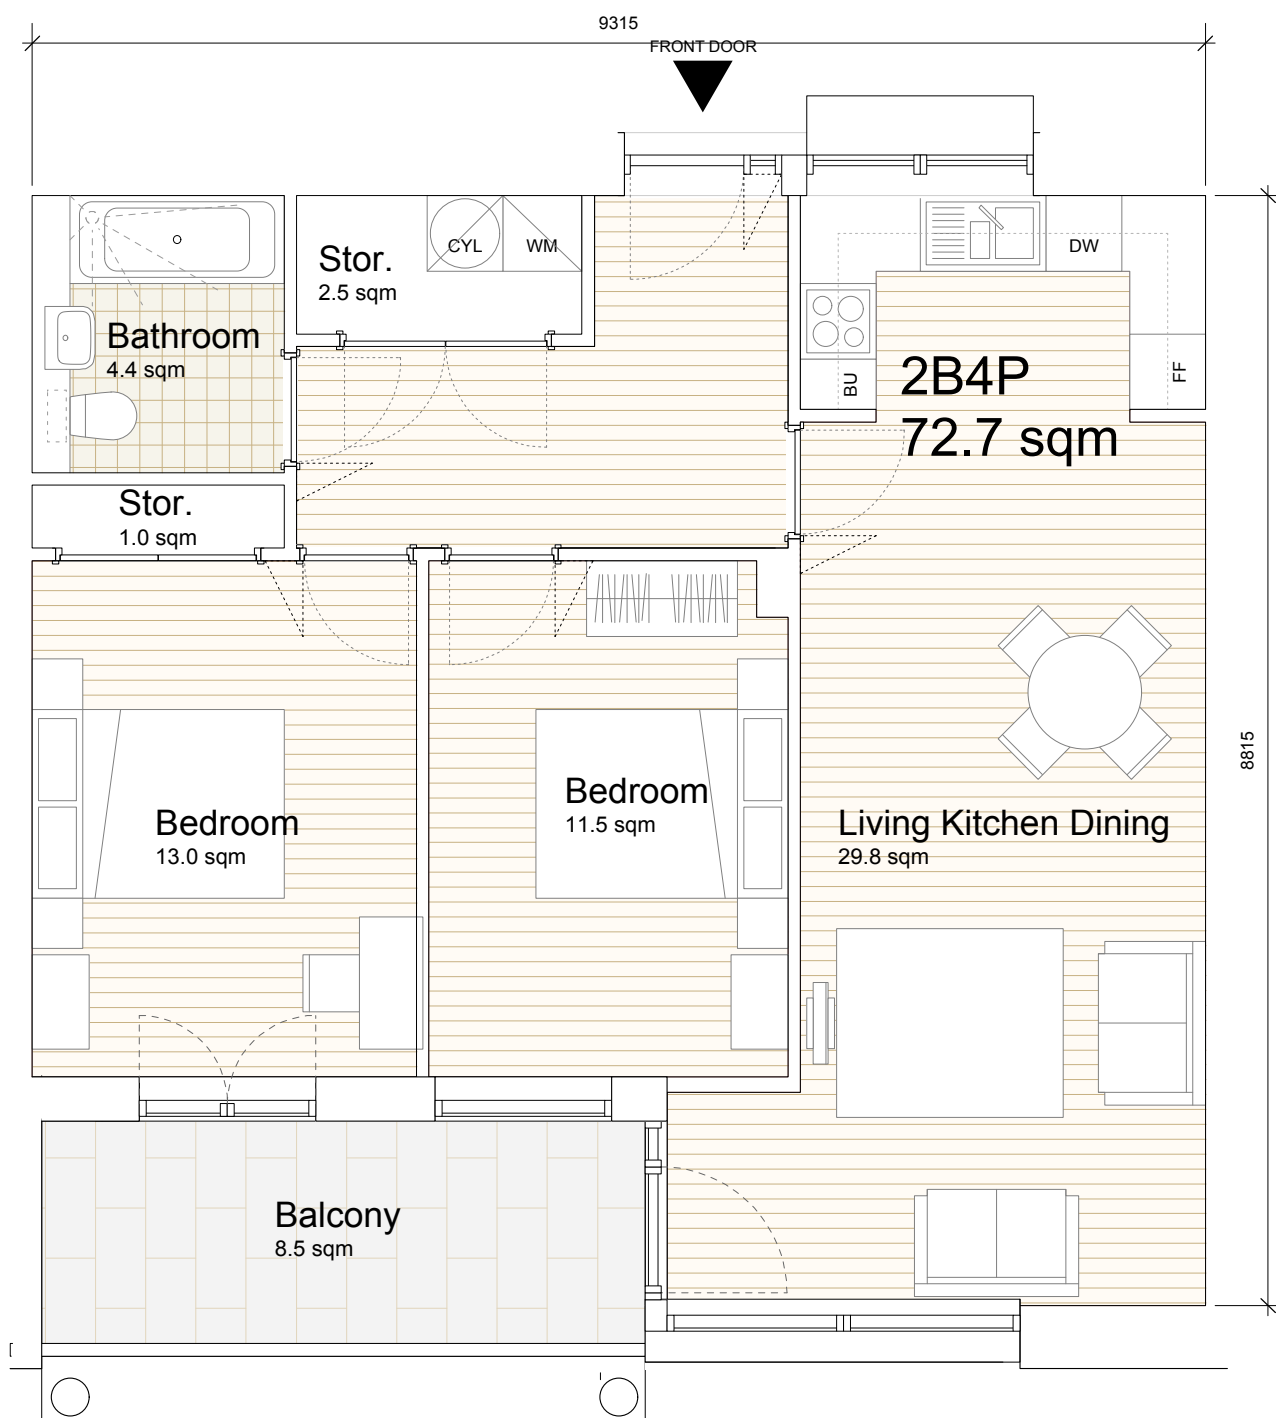 9315
FRONT DOOR
CYL
WM
DW
Stor.
2.5 sqm
Bathroom
4.4 sqm
BU
FF
2B4P
72.7 sqm
Stor.
1.0 sqm
8815
Bedroom
13.0 sqm
Bedroom
11.5 sqm
Living Kitchen Dining
29.8 sqm
Balcony
8.5 sqm